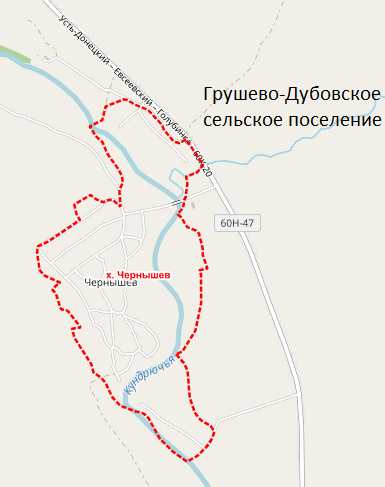 Усть-Донецкий – Евсеевский – Голубинка
60К-20
Грушево-Дубовское
сельское поселение
60Н-47
х. Чернышев
Чернышев
Кундрючья